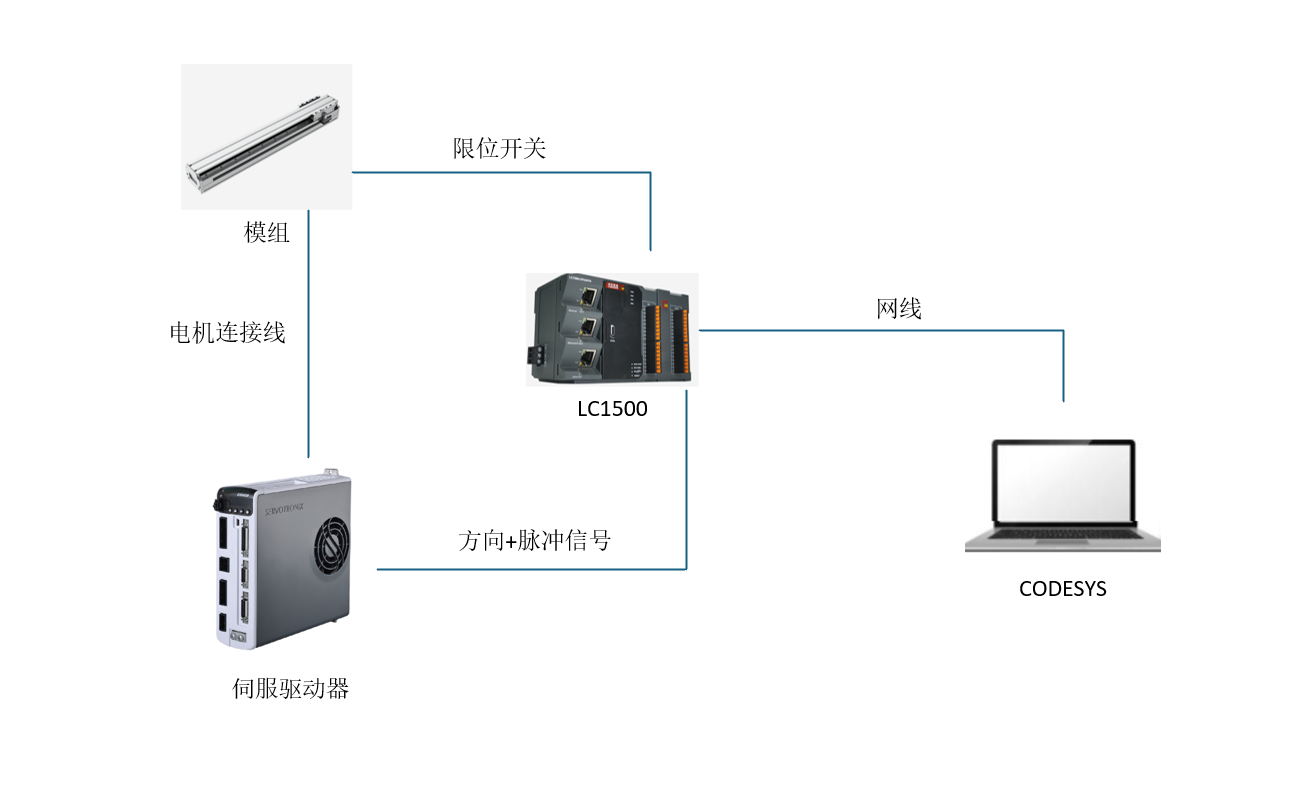 限位开关
模组
网线
电机连接线
LC1500
SERVOTRONIX
方向+脉冲信号
CODESYS
伺服驱动器